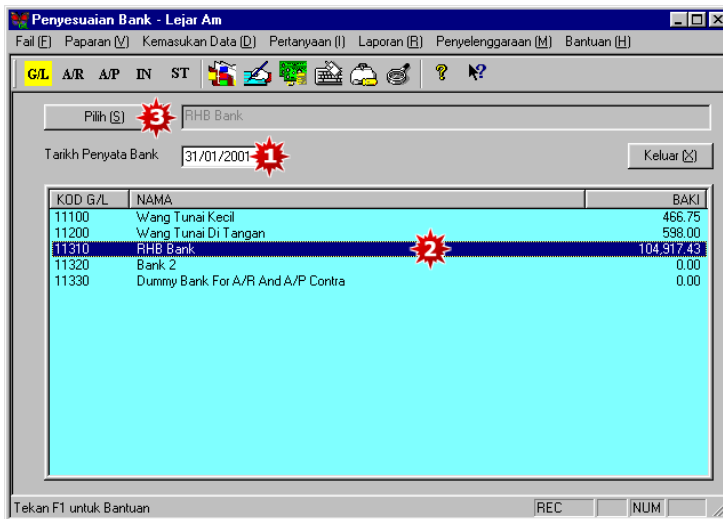 Penyesuaian Bank - Lejar Am
Fail (F) Paparan (V) Kemasukan Data (D) Pertanyaan (I) Laporan (R) Penyelenggaraan (M) Bantuan (H)
G/L A/R A/P IN ST ? ?
Pilih (S) 3 RHB Bank
Tarikh Penyata Bank 31/01/2001 1 Keluar (X)
KOD G/L NAMA BAKI
11100 Wang Tunai Kecil 466.75
11200 Wang Tunai Di Tangan 598.00
11310 RHB Bank 2 104,917.43
11320 Bank 2 0.00
11330 Dummy Bank For A/R And A/P Contra 0.00
Tekan F1 untuk Bantuan REC NUM